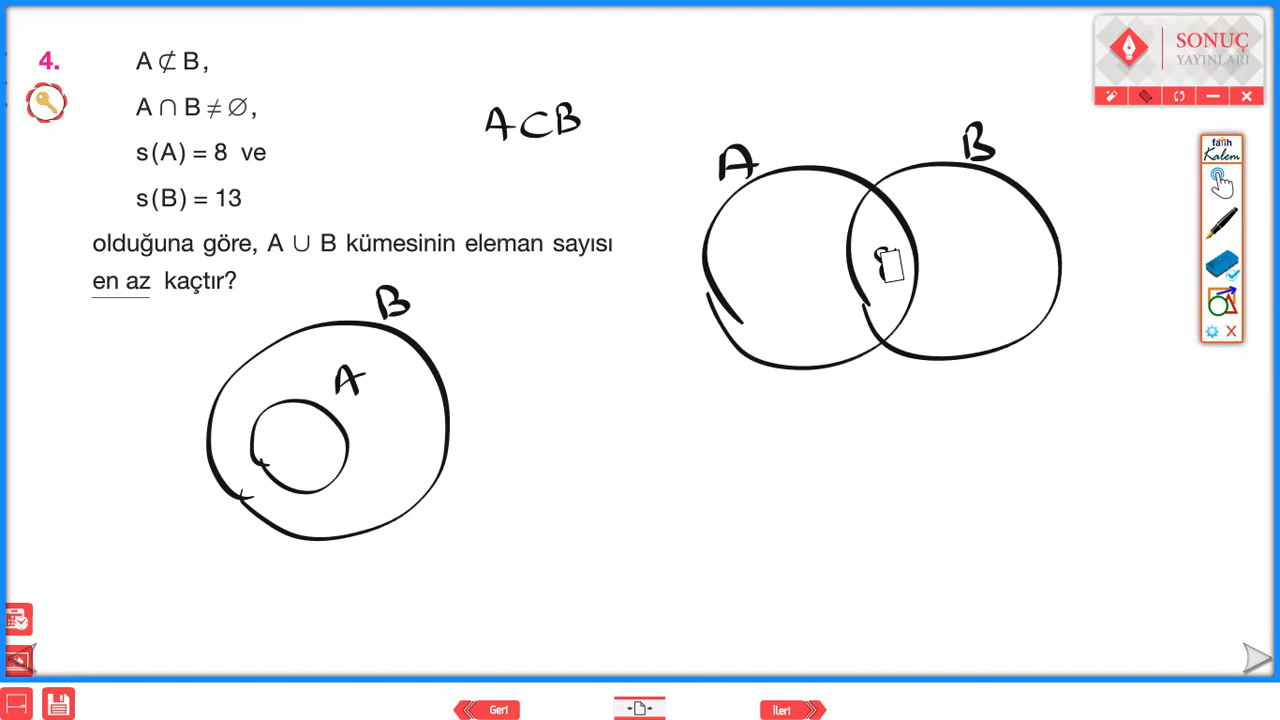 4.
A ⊄ B,
A ∩ B ≠ ∅,
s(A) = 8 ve
s(B) = 13
olduğuna göre, A ∪ B kümesinin eleman sayısı
en az kaçtır?
A⊂B
A
B
B
A
SONUÇ
YAYINLARI
fatih
Kalem
Geri
İleri